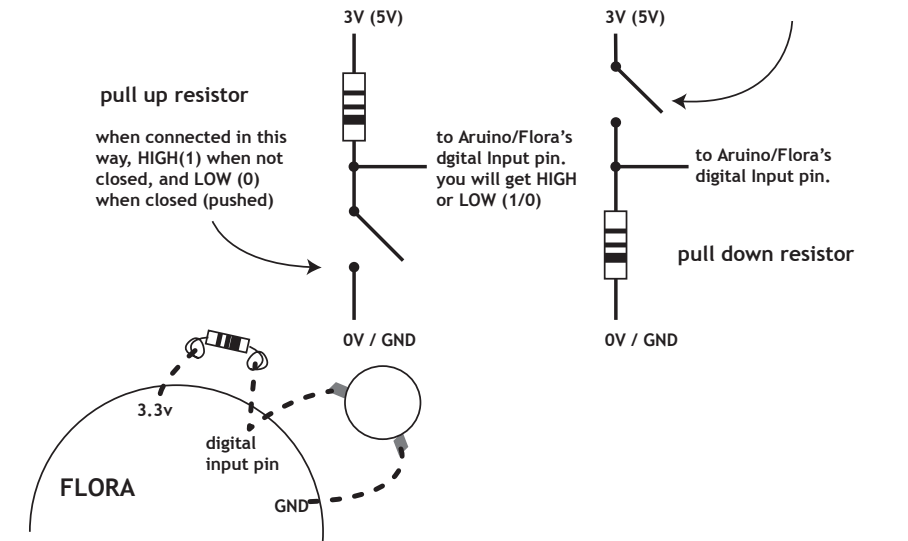 3V (5V)
3V (5V)
pull up resistor
when connected in this
way, HIGH(1) when not
closed, and LOW (0)
when closed (pushed)
to Aruino/Flora's
dgital Input pin.
you will get HIGH
or LOW (1/0)
to Aruino/Flora's
digital Input pin.
pull down resistor
0V / GND
0V / GND
3.3v
digital
input pin
FLORA
GND